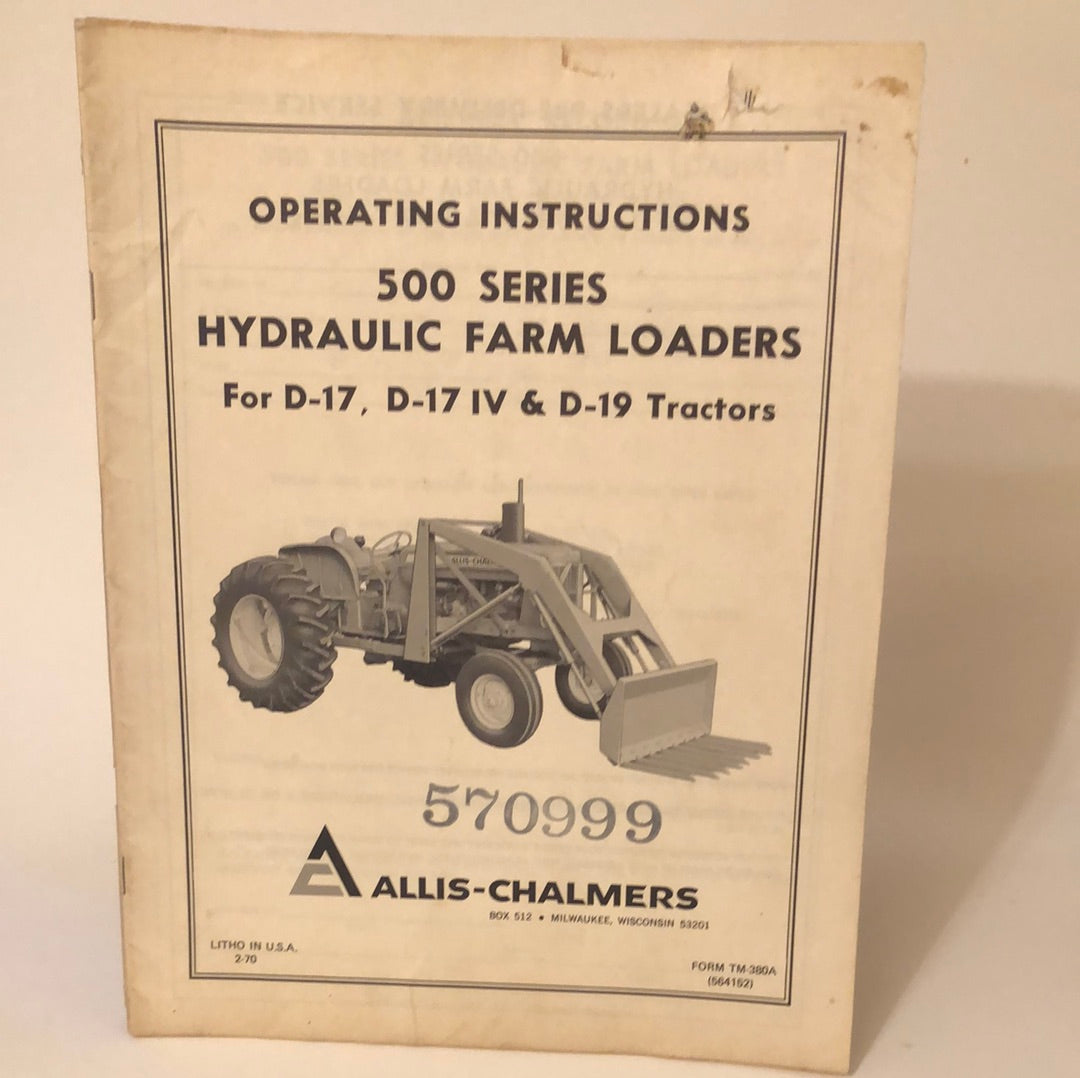 OPERATING INSTRUCTIONS
500 SERIES
HYDRAULIC FARM LOADERS
For D-17, D-17 IV & D-19 Tractors
570999
ALLIS-CHALMERS
BOX 512 • MILWAUKEE, WISCONSIN 53201
LITHO IN U.S.A.
2-70
FORM TM-380A
(564162)